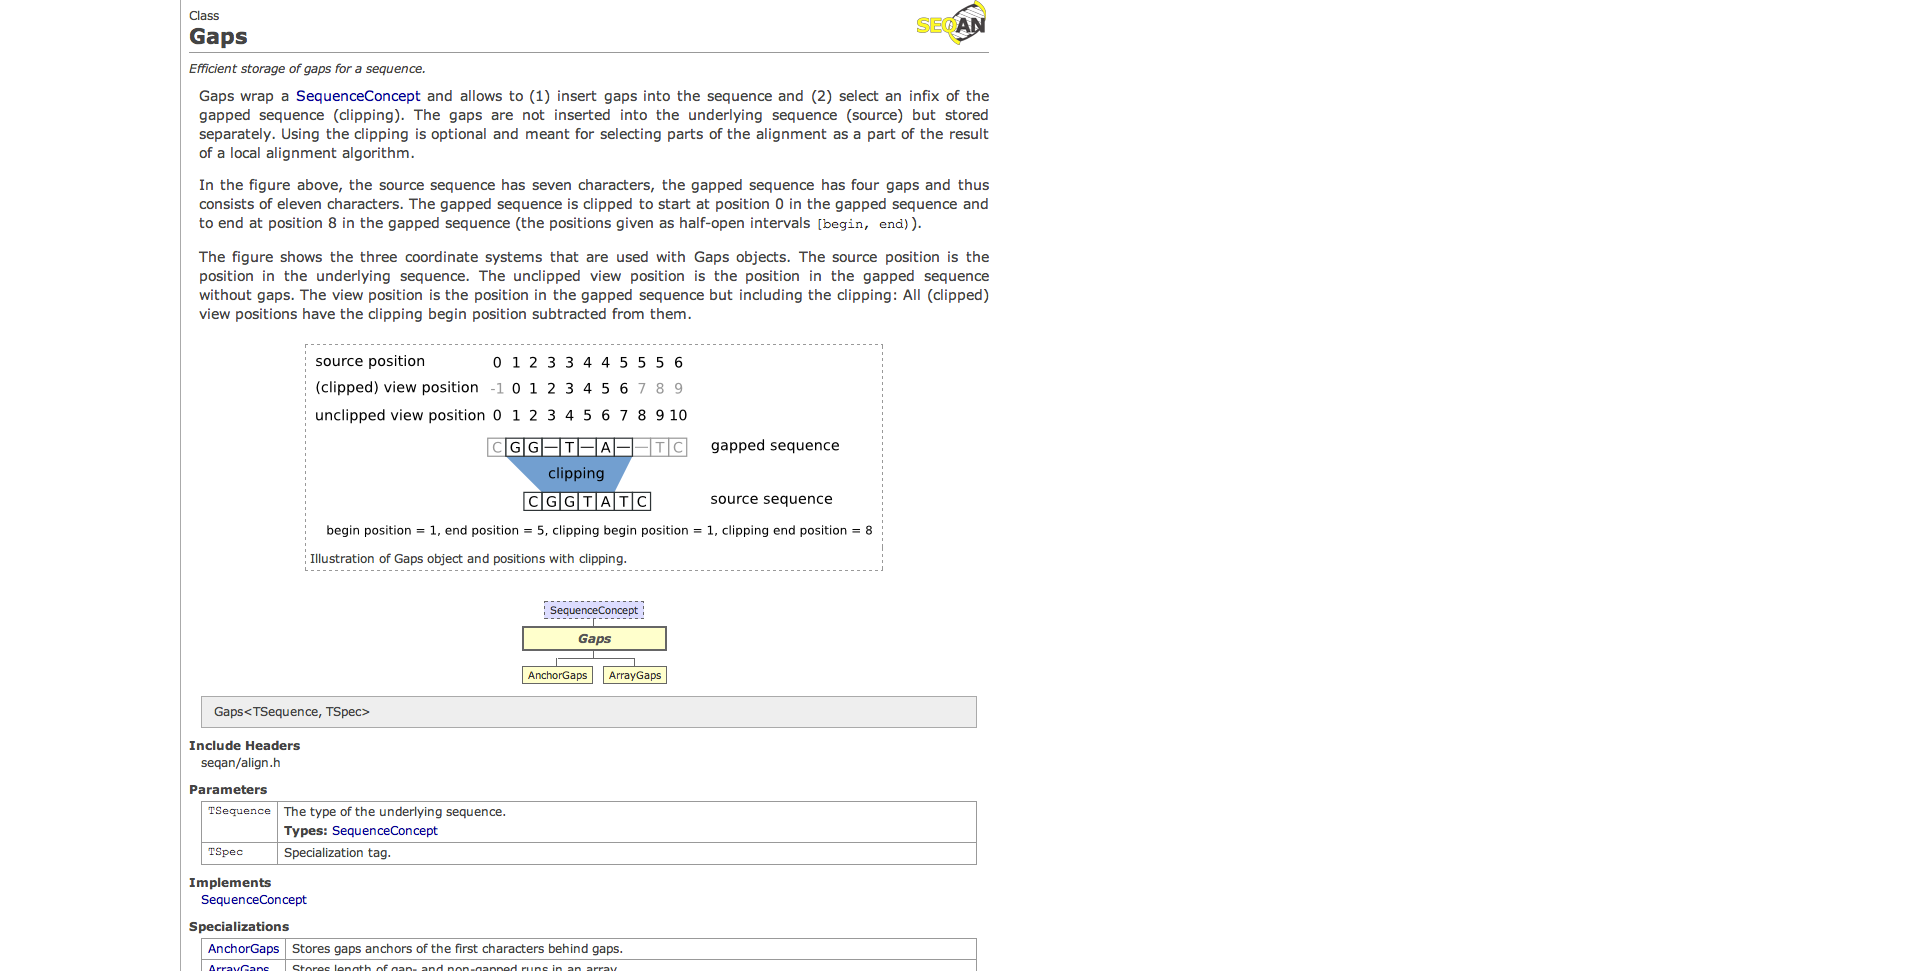 Class
SEQAN
Gaps
Efficient storage of gaps for a sequence.
Gaps wrap a SequenceConcept and allows to (1) insert gaps into the sequence and (2) select an infix of the
gapped sequence (clipping). The gaps are not inserted into the underlying sequence (source) but stored
separately. Using the clipping is optional and meant for selecting parts of the alignment as a part of the result
of a local alignment algorithm.
In the figure above, the source sequence has seven characters, the gapped sequence has four gaps and thus
consists of eleven characters. The gapped sequence is clipped to start at position 0 in the gapped sequence and
to end at position 8 in the gapped sequence (the positions given as half-open intervals [begin, end)).
The figure shows the three coordinate systems that are used with Gaps objects. The source position is the
position in the underlying sequence. The unclipped view position is the position in the gapped sequence
without gaps. The view position is the position in the gapped sequence but including the clipping: All (clipped)
view positions have the clipping begin position subtracted from them.
source position 0 1 2 3 3 4 4 5 5 5 6
(clipped) view position -1 0 1 2 3 4 5 6 7 8 9
unclipped view position 0 1 2 3 4 5 6 7 8 9 10
C G G — T — A — — T C gapped sequence
clipping
C G G T A T C source sequence
begin position = 1, end position = 5, clipping begin position = 1, clipping end position = 8
Illustration of Gaps object and positions with clipping.
SequenceConcept
Gaps
AnchorGaps ArrayGaps
Gaps<TSequence, TSpec>
Include Headers
seqan/align.h
Parameters
TSequence The type of the underlying sequence.
Types: SequenceConcept
TSpec Specialization tag.
Implements
SequenceConcept
Specializations
AnchorGaps Stores gaps anchors of the first characters behind gaps.
ArrayGaps Stores length of gap- and non-gapped runs in an array.